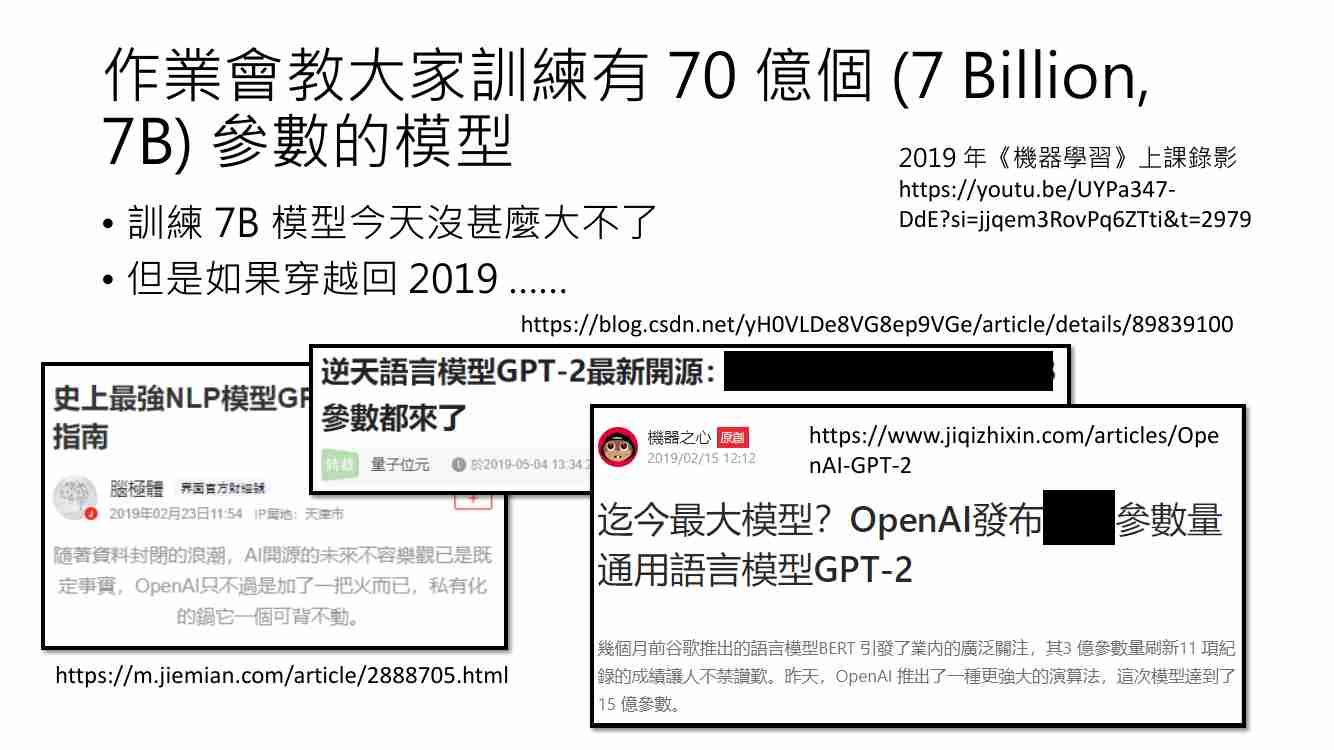 作業會教大家訓練有 70 億個 (7 Billion,
7B) 參數的模型
2019 年《機器學習》上課錄影
https://youtu.be/UYPa347-
DdE?si=jjqem3RovPq6ZTti&t=2979
• 訓練 7B 模型今天沒甚麼大不了
• 但是如果穿越回 2019 ……
https://blog.csdn.net/yH0VLDe8VG8ep9VGe/article/details/89839100
史上最強NLP模型GP
指南
腦極體 界面官方財經號
2019年02月23日11:54 IP屬地：天津市
隨著資料封閉的浪潮，AI開源的未來不容樂觀已是既
定事實，OpenAI只不過是加了一把火而已，私有化
的鍋它一個可背不動。
https://m.jiemian.com/article/2888705.html
逆天語言模型GPT-2最新開源：
參數都來了
轉載 量子位元 於2019-05-04 13:34:2
機器之心 原創
2019/02/15 12:12
https://www.jiqizhixin.com/articles/Ope
nAI-GPT-2
迄今最大模型？OpenAI發布 參數量
通用語言模型GPT-2
幾個月前谷歌推出的語言模型BERT 引發了業內的廣泛關注，其3 億參數量刷新11 項紀
錄的成績讓人不禁讚歎。昨天，OpenAI 推出了一種更強大的演算法，這次模型達到了
15 億參數。